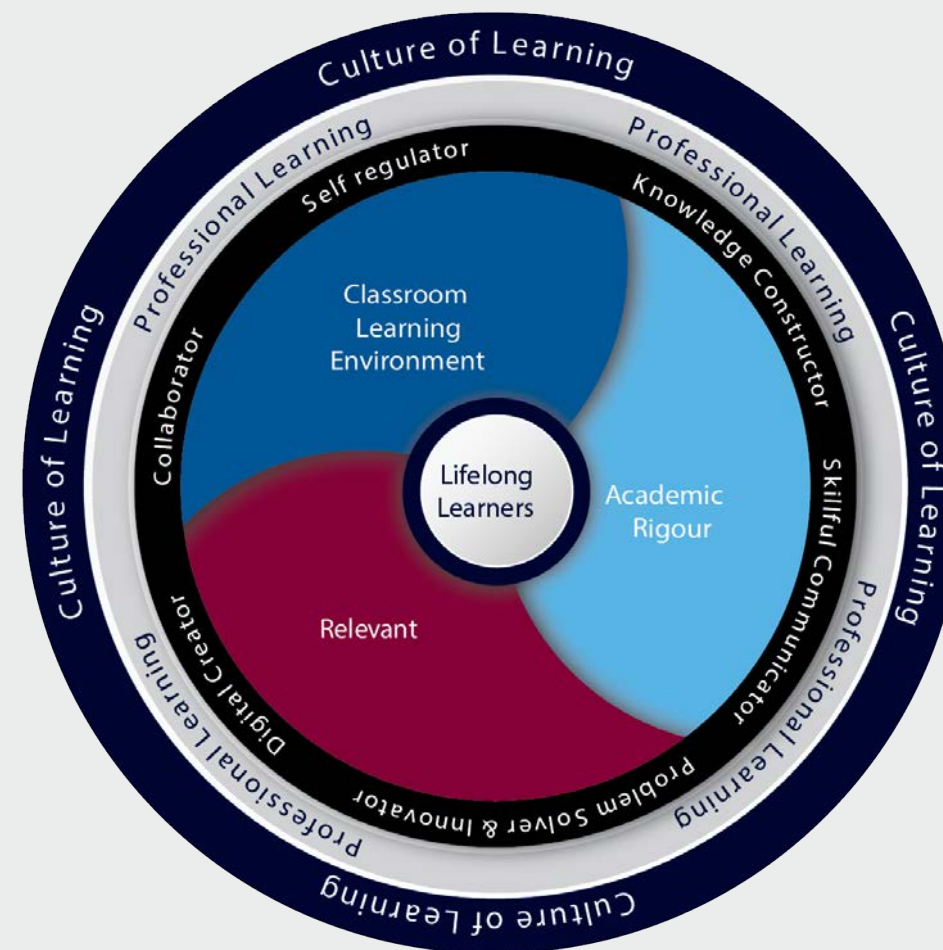 Culture of Learning
Culture of Learning
Culture of Learning
Culture of Learning
Professional Learning
Professional Learning
Professional Learning
Professional Learning
Self regulator
Knowledge Constructor
Skillful Communicator
Problem Solver & Innovator
Digital Creator
Collaborator
Classroom
Learning
Environment
Academic
Rigour
Relevant
Lifelong
Learners